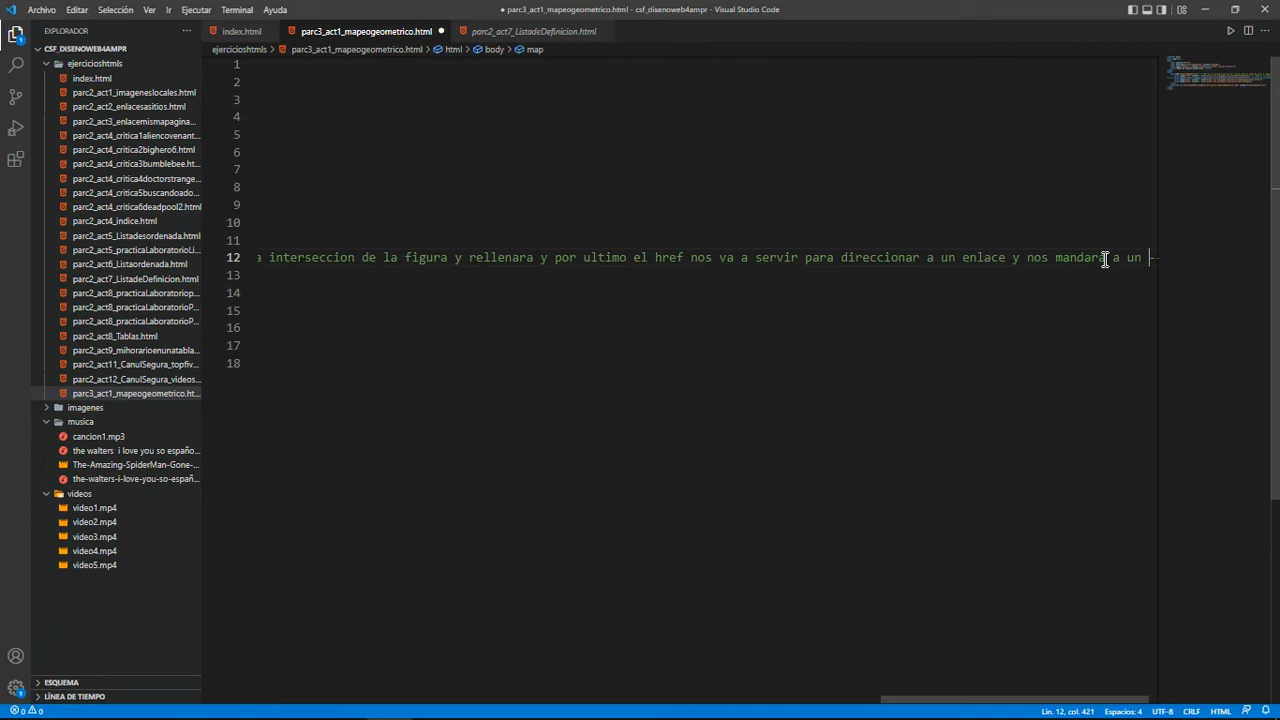 Archivo Editar Selección Ver Ir Ejecutar Terminal Ayuda
● parc3_act1_mapeogeometrico.html - csf_disenoweb4ampr - Visual Studio Code
EXPLORADOR
index.html
parc3_act1_mapeogeometrico.html
parc2_act7_ListadeDefinicion.html
ejercicioshtmls > parc3_act1_mapeogeometrico.html > html > body > map
CSF_DISENOWEB4AMPR
ejercicioshtmls
index.html
parc2_act1_imageneslocales.html
parc2_act2_enlacesasitios.html
parc2_act3_enlacemismapagina...
parc2_act4_critica1aliencovenant...
parc2_act4_critica2bighero6.html
parc2_act4_critica3bumblebee.ht...
parc2_act4_critica4doctorstrange...
parc2_act4_critica5buscandoado...
parc2_act4_critica6deadpool2.html
parc2_act4_indice.html
parc2_act5_Listadesordenada.html
parc2_act5_practicaLaboratorioLi...
parc2_act6_Listaordenada.html
parc2_act7_ListadeDefinicion.html
parc2_act8_practicaLaboratoriop...
parc2_act8_practicaLaboratorioP...
parc2_act8_Tablas.html
parc2_act9_mihorarioenunatabla...
parc2_act11_CanulSegura_topfiv...
parc2_act12_CanulSegura_videos...
parc3_act1_mapeogeometrico.ht...
imagenes
musica
cancion1.mp3
the walters i love you so españo...
The-Amazing-SpiderMan-Gone-...
the-walters-i-love-you-so-españ...
videos
video1.mp4
video2.mp4
video3.mp4
video4.mp4
video5.mp4
ESQUEMA
LÍNEA DE TIEMPO
1
2
3
4
5
6
7
8
9
10
11
12 a interseccion de la figura y rellenara y por ultimo el href nos va a servir para direccionar a un enlace y nos mandara a un --
13
14
15
16
17
18
0 0 Lín. 12, col. 421 Espacios: 4 UTF-8 CRLF HTML